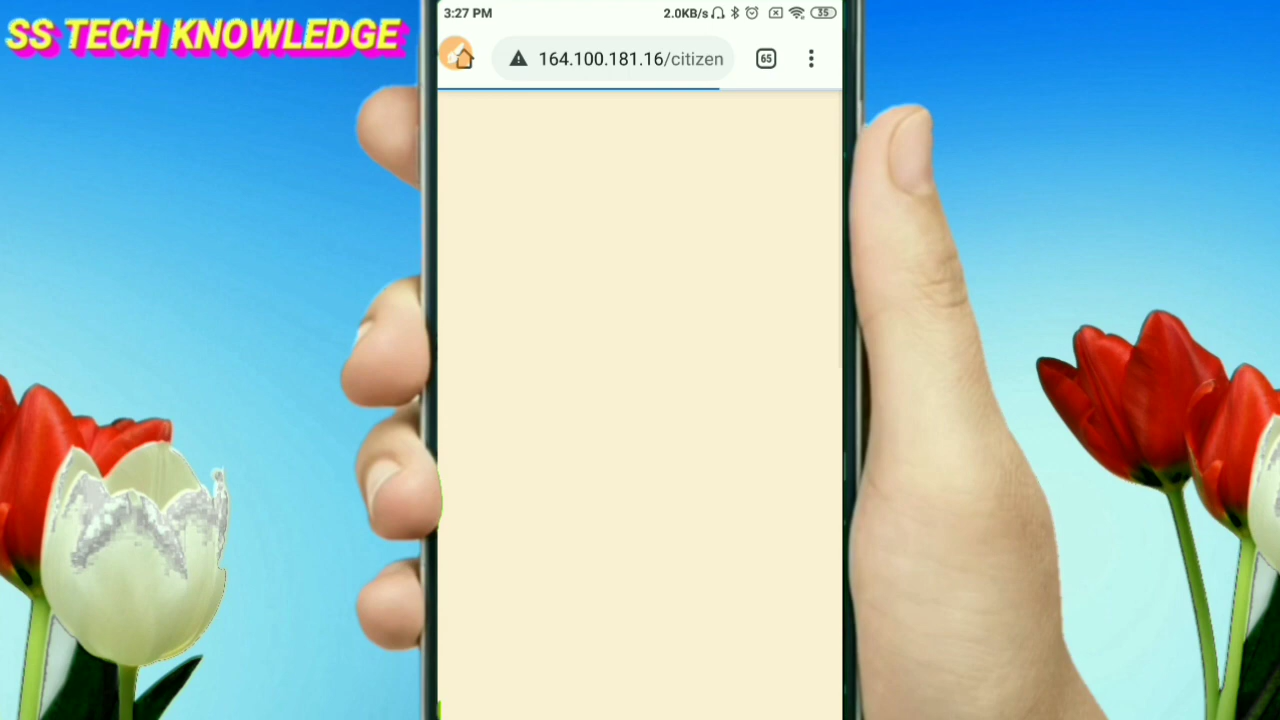 SS TECH KNOWLEDGE
3:27 PM
2.0KB/s
35
164.100.181.16/citizen
65